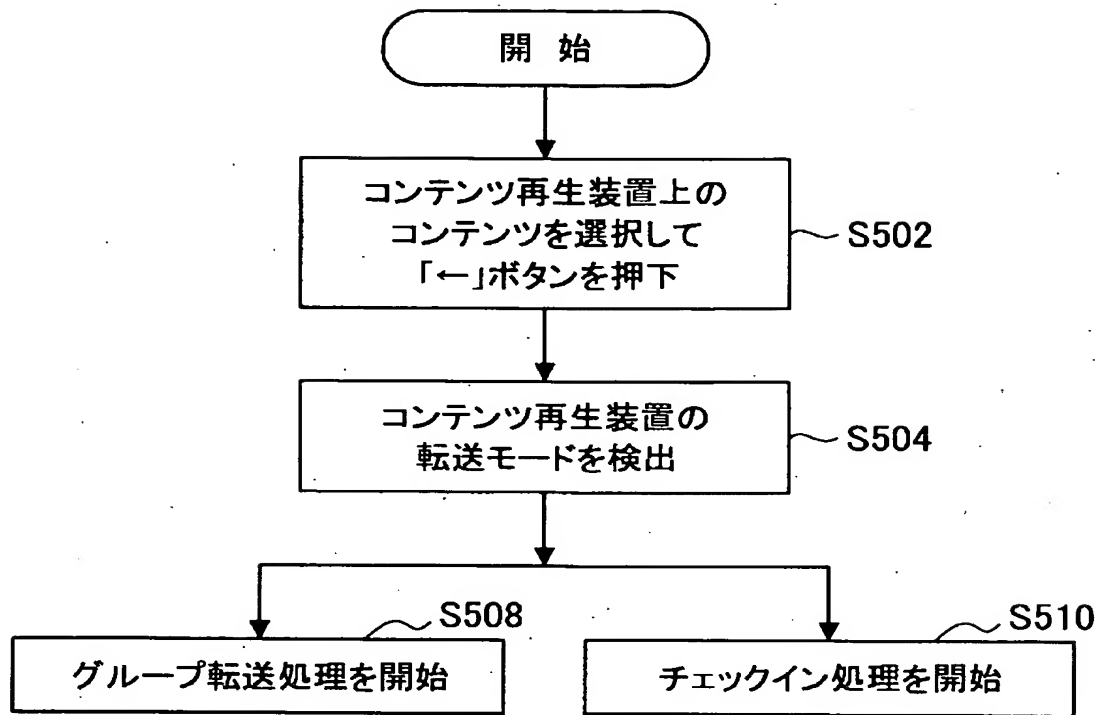 開 始
コンテンツ再生装置上の
コンテンツを選択して
「←」ボタンを押下
S502
コンテンツ再生装置の
転送モードを検出
S504
S508
グループ転送処理を開始
S510
チェックイン処理を開始